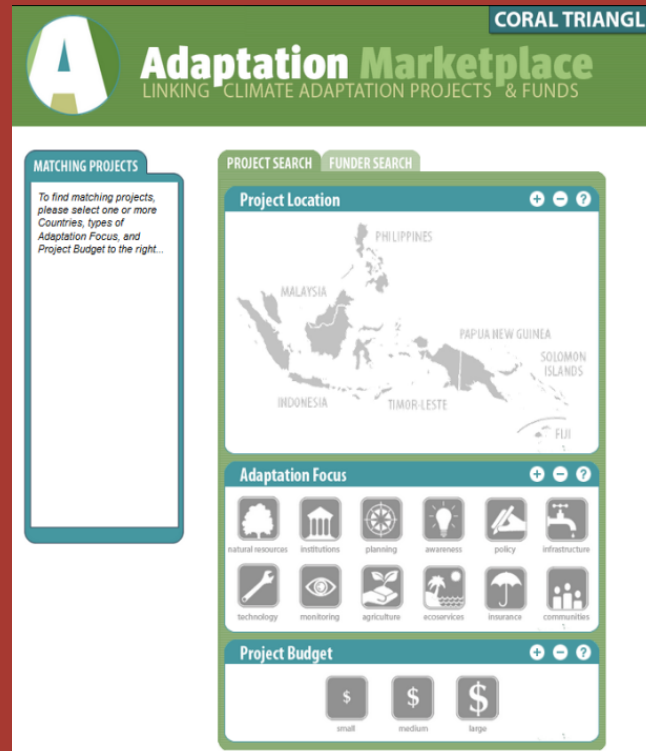 CORAL TRIANGL
Adaptation Marketplace
LINKING CLIMATE ADAPTATION PROJECTS & FUNDS
MATCHING PROJECTS
To find matching projects,
please select one or more
Countries, types of
Adaptation Focus, and
Project Budget to the right...
PROJECT SEARCH FUNDER SEARCH
Project Location + − ?
PHILIPPINES
MALAYSIA
PAPUA NEW GUINEA
SOLOMON
ISLANDS
INDONESIA
TIMOR-LESTE
FIJI
Adaptation Focus + − ?
natural resources institutions planning awareness policy infrastructure
technology monitoring agriculture ecoservices insurance communities
Project Budget + − ?
$ $ $
small medium large